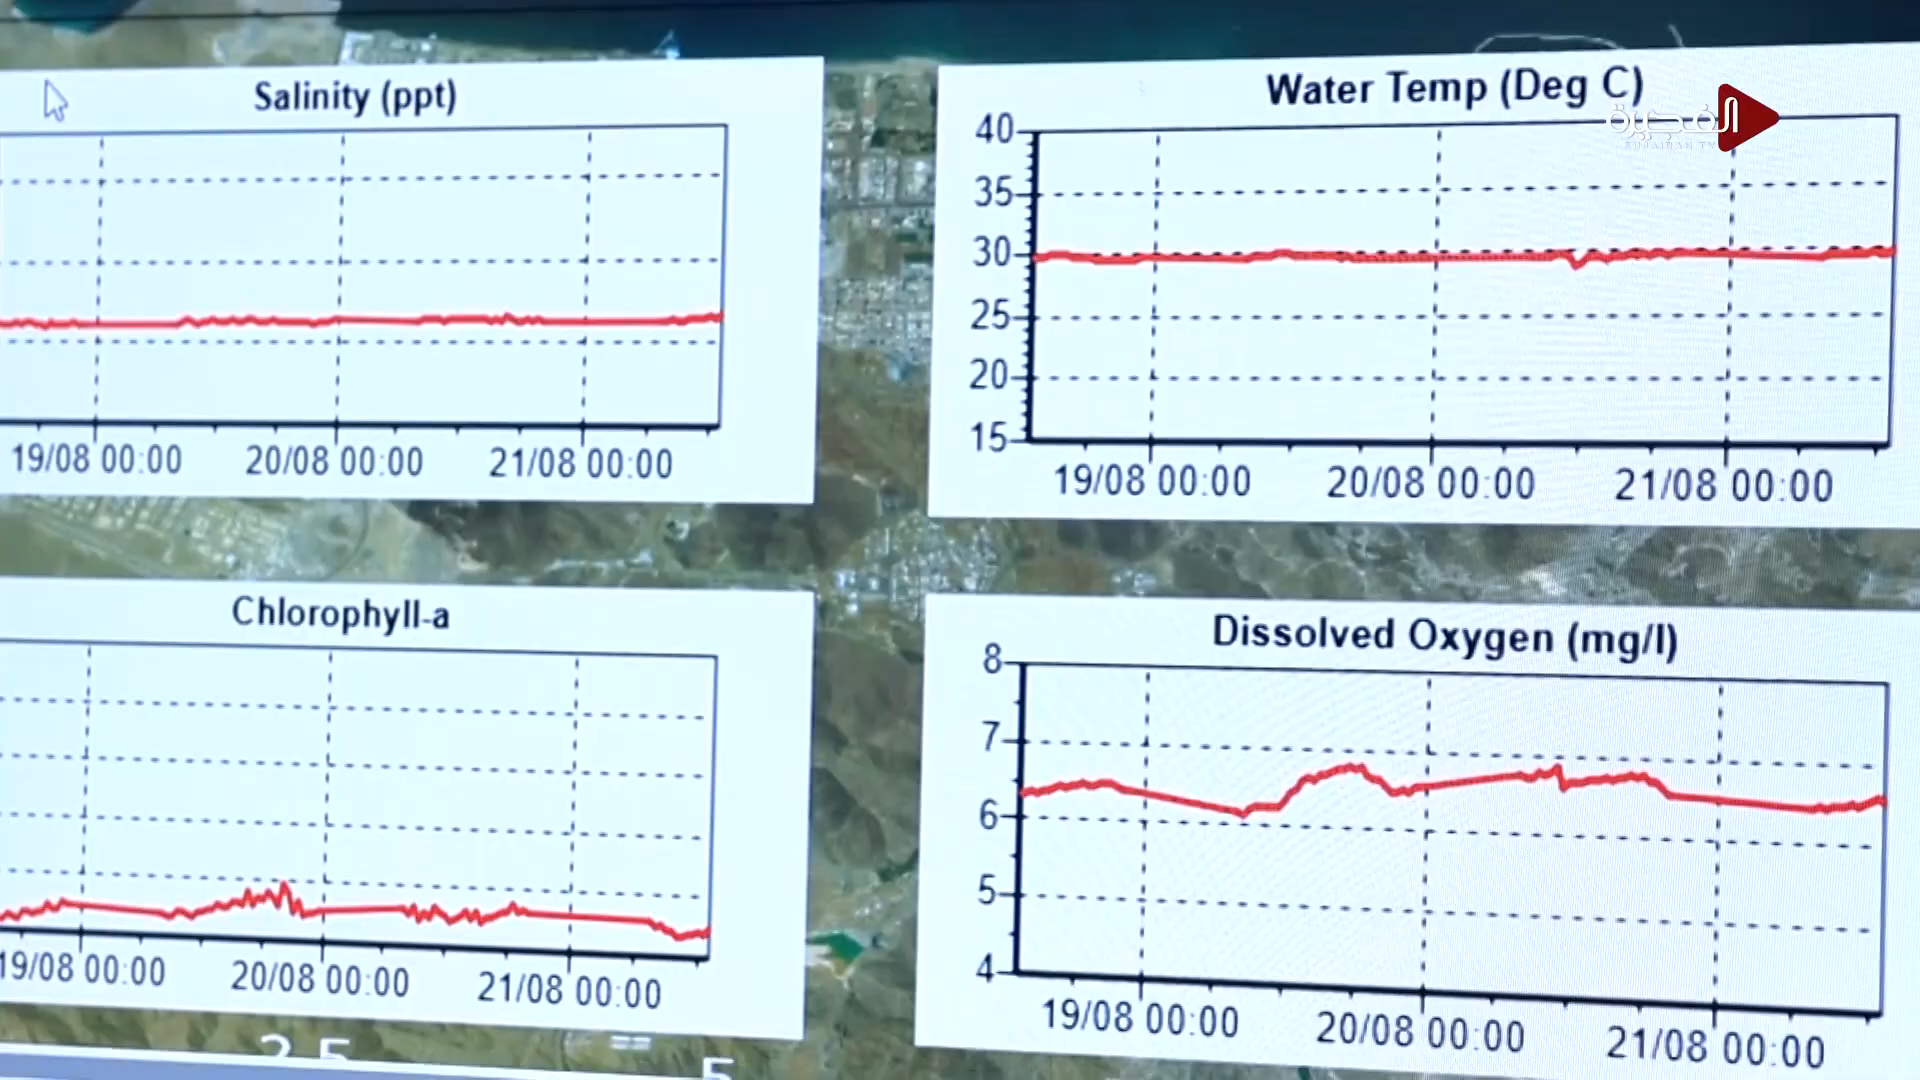 Salinity (ppt)
19/08 00:00 20/08 00:00 21/08 00:00
Water Temp (Deg C)
الفجيرة
FUJAIRAH TV
40
35
30
25
20
15
19/08 00:00 20/08 00:00 21/08 00:00
Chlorophyll-a
19/08 00:00 20/08 00:00 21/08 00:00
Dissolved Oxygen (mg/l)
8
7
6
5
4
19/08 00:00 20/08 00:00 21/08 00:00